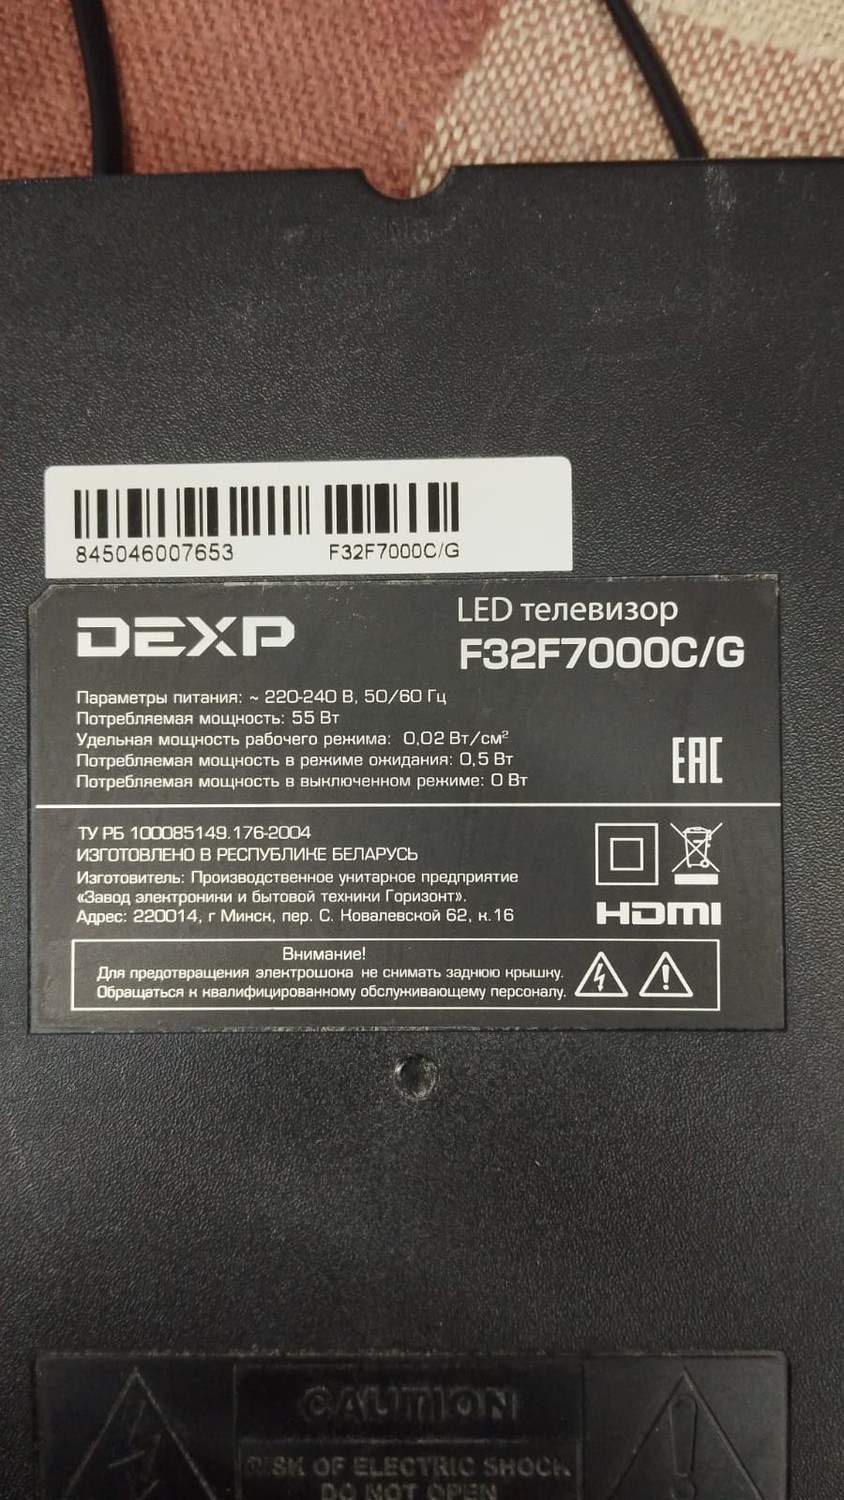 845046007653 F32F7000C/G
DEXP
LED телевизор
F32F7000C/G
Параметры питания: ~ 220-240 В, 50/60 Гц
Потребляемая мощность: 55 Вт
Удельная мощность рабочего режима: 0,02 Вт/см²
Потребляемая мощность в режиме ожидания: 0,5 Вт
Потребляемая мощность в выключенном режиме: 0 Вт
EAC
ТУ РБ 100085149.176-2004
ИЗГОТОВЛЕНО В РЕСПУБЛИКЕ БЕЛАРУСЬ
Изготовитель: Производственное унитарное предприятие
«Завод электроники и бытовой техники Горизонт».
Адрес: 220014, г Минск, пер. С. Ковалевской 62, к.16
HDMI
Внимание!
Для предотвращения электрошока не снимать заднюю крышку.
Обращаться к квалифицированному обслуживающему персоналу.
CAUTION
RISK OF ELECTRIC SHOCK
DO NOT OPEN